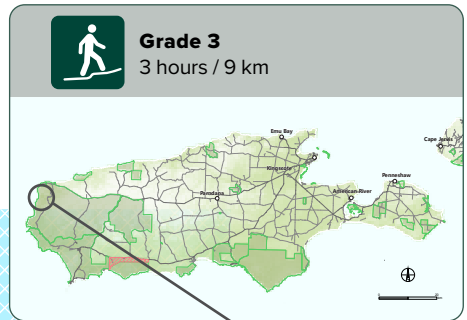 Grade 3
3 hours / 9 km
Emu Bay
Cape Jervis
Kingscote
Penneshaw
Parndana
American River